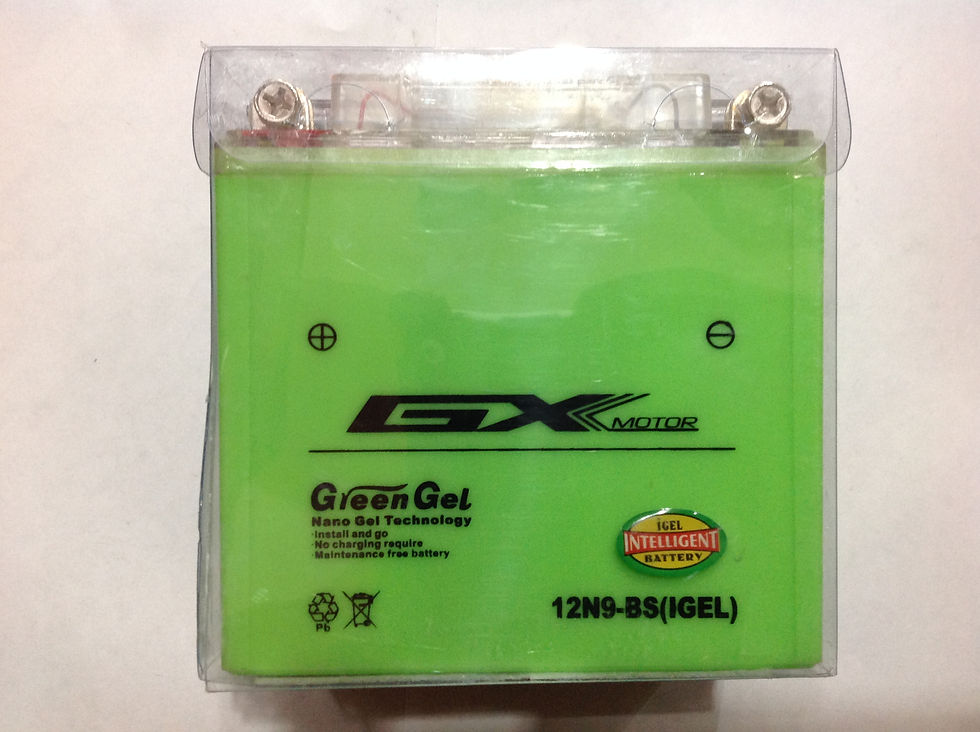 GX MOTOR
Green Gel
Nano Gel Technology
·Install and go
·No charging require
·Maintenance free battery
IGEL
INTELLIGENT
BATTERY
Pb
12N9-BS(IGEL)